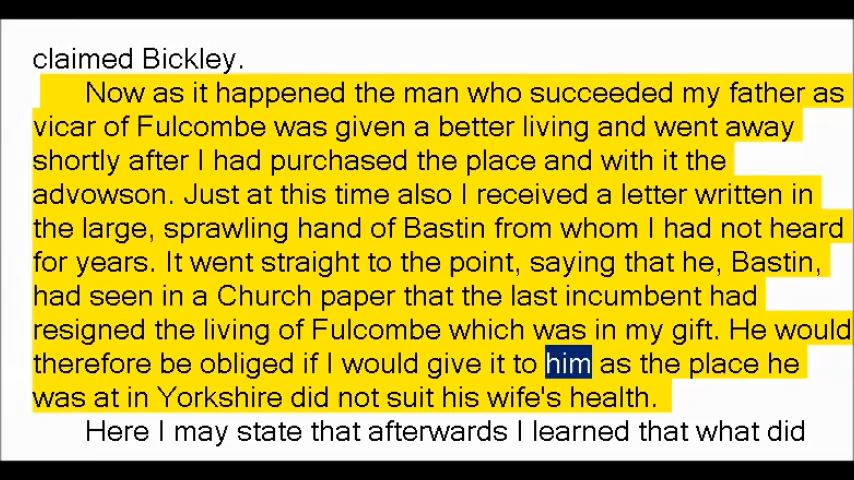 claimed Bickley.
Now as it happened the man who succeeded my father as
vicar of Fulcombe was given a better living and went away
shortly after I had purchased the place and with it the
advowson. Just at this time also I received a letter written in
the large, sprawling hand of Bastin from whom I had not heard
for years. It went straight to the point, saying that he, Bastin,
had seen in a Church paper that the last incumbent had
resigned the living of Fulcombe which was in my gift. He would
therefore be obliged if I would give it to him as the place he
was at in Yorkshire did not suit his wife's health.
Here I may state that afterwards I learned that what did